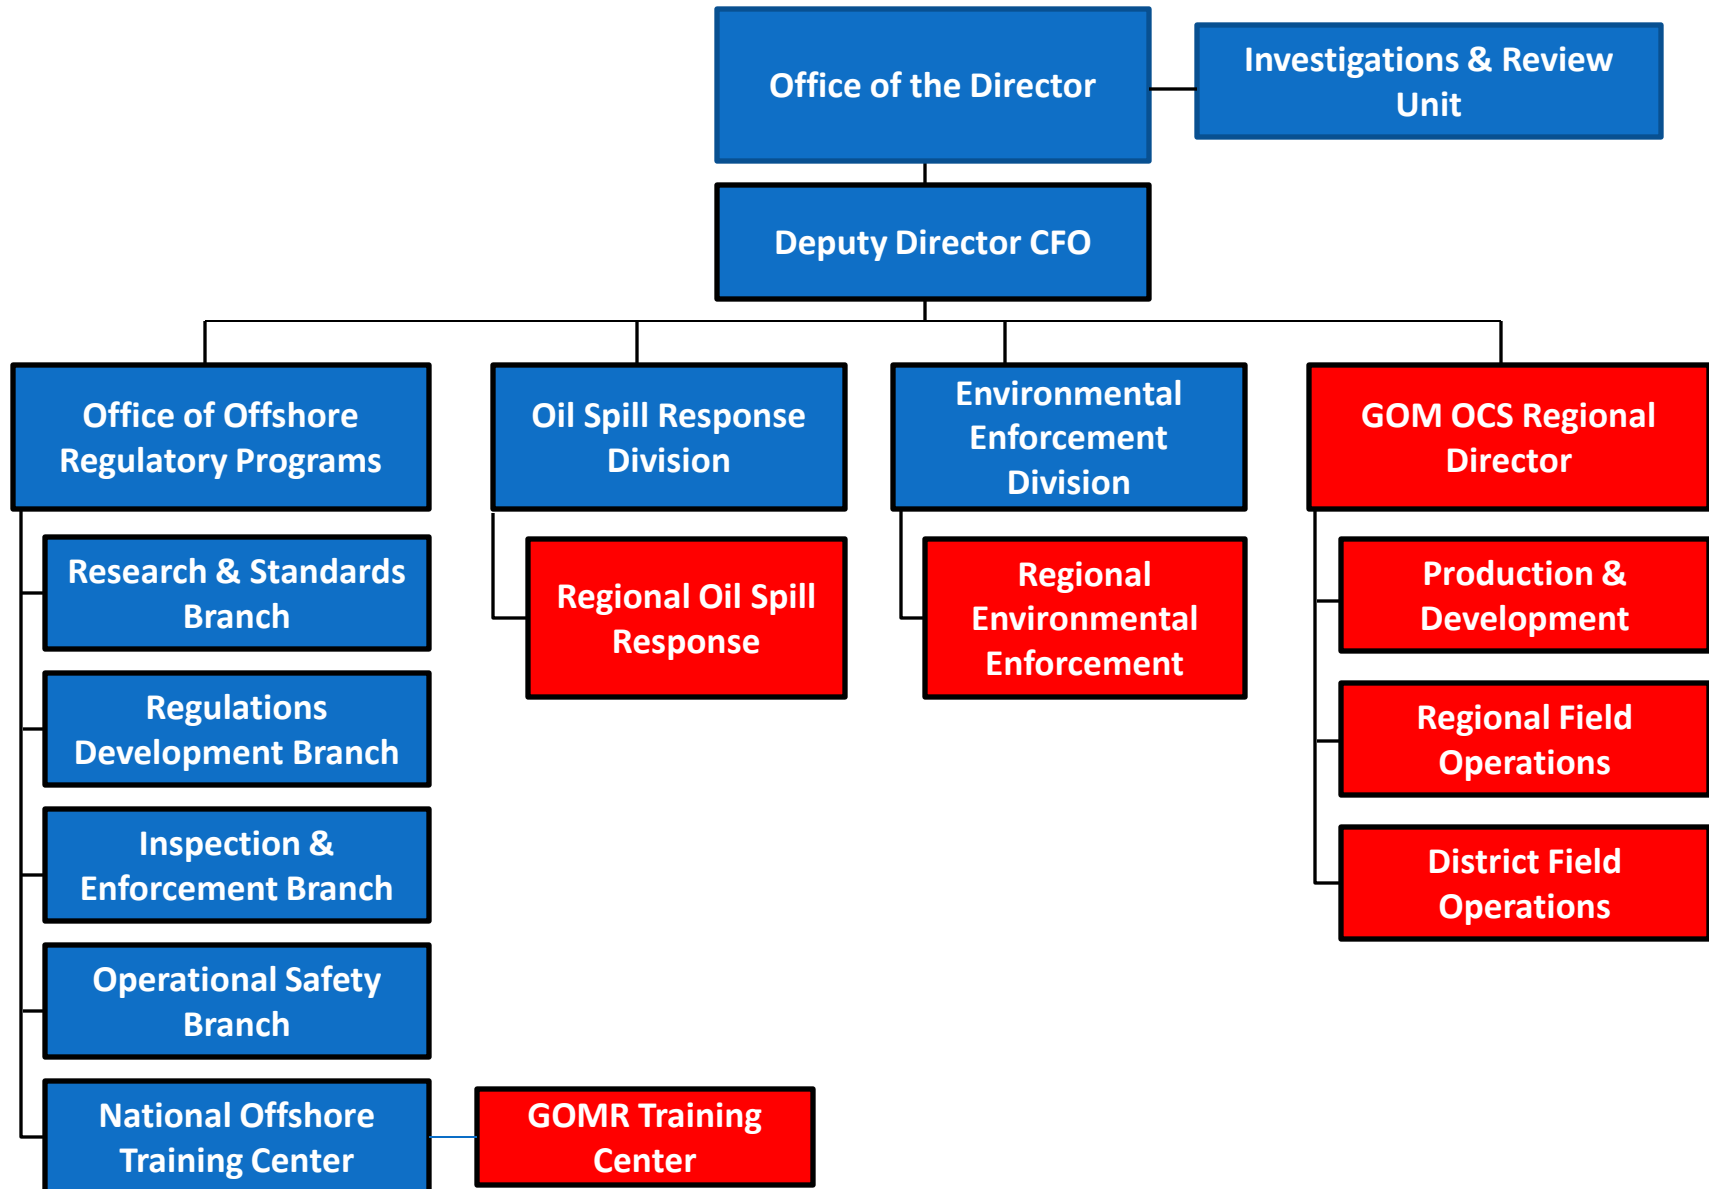 Office of the Director
Investigations & Review
Unit
Deputy Director CFO
Office of Offshore
Regulatory Programs
Oil Spill Response
Division
Environmental
Enforcement
Division
GOM OCS Regional
Director
Research & Standards
Branch
Regulations
Development Branch
Inspection &
Enforcement Branch
Operational Safety
Branch
National Offshore
Training Center
GOMR Training
Center
Regional Oil Spill
Response
Regional
Environmental
Enforcement
Production &
Development
Regional Field
Operations
District Field
Operations